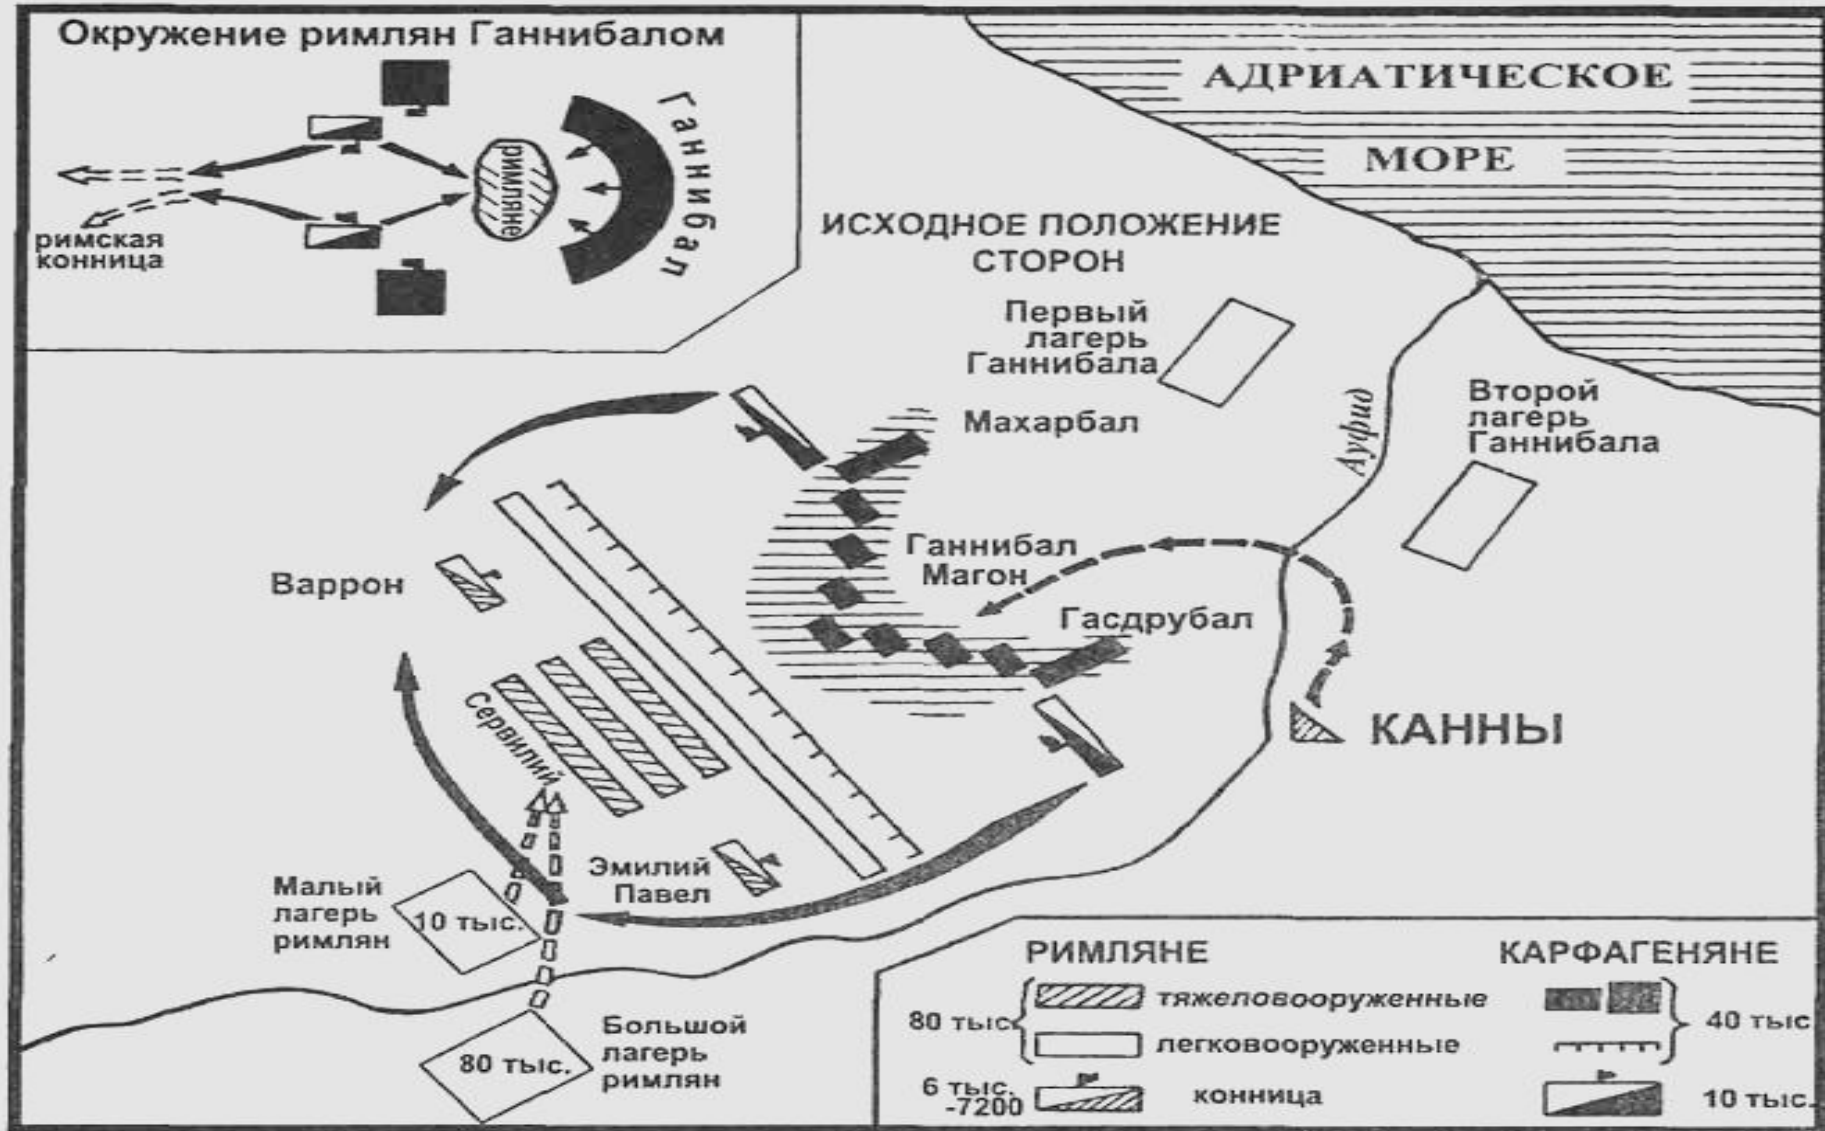 Окружение римлян Ганнибалом
римская
конница
римляне
Ганнибал
АДРИАТИЧЕСКОЕ
МОРЕ
ИСХОДНОЕ ПОЛОЖЕНИЕ
СТОРОН
Первый
лагерь
Ганнибала
Второй
лагерь
Ганнибала
Ауфид
Махарбал
Ганнибал
Магон
Гасдрубал
КАННЫ
Варрон
Сервилий
Эмилий
Павел
Малый
лагерь
римлян
10 тыс.
Большой
лагерь
римлян
80 тыс.
РИМЛЯНЕ
КАРФАГЕНЯНЕ
80 тыс.
тяжеловооруженные
40 тыс
легковооруженные
6 тыс.
-7200
конница
10 тыс.